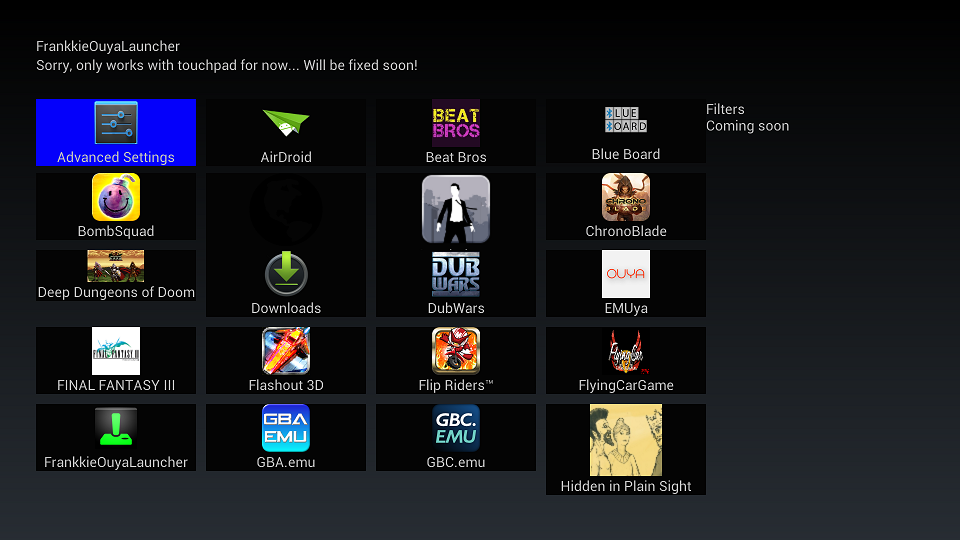 FrankkieOuyaLauncher
Sorry, only works with touchpad for now... Will be fixed soon!
Filters
Coming soon
Advanced Settings
AirDroid
BEAT
BROS
Beat Bros
BLUE
BOARD
Blue Board
BombSquad
CHRONO
BLADE
ChronoBlade
Deep Dungeons of Doom
Downloads
DUB
WARS
DubWars
OUYA
EMUya
FINAL FANTASY III
FINAL FANTASY III
Flashout 3D
Flip Riders™
FlyingCar
FlyingCarGame
FrankkieOuyaLauncher
GBA
EMU
GBA.emu
GBC.
EMU
GBC.emu
Hidden in Plain Sight